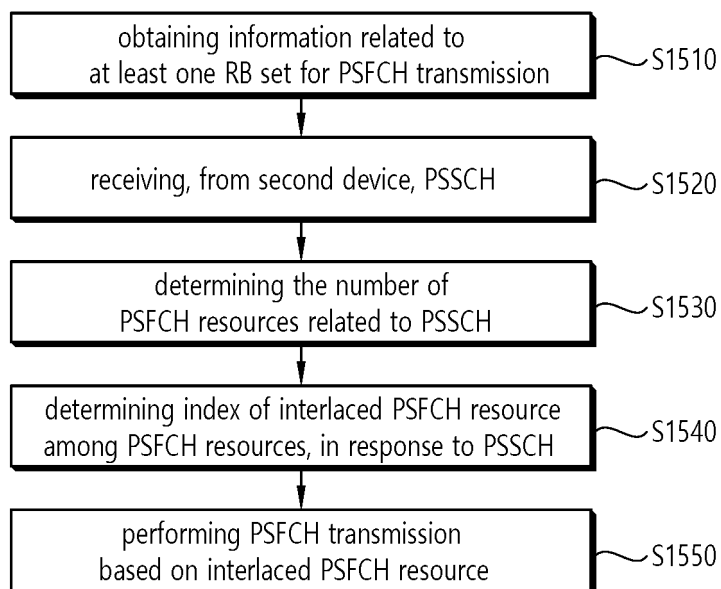 obtaining information related to
at least one RB set for PSFCH transmission
S1510
receiving, from second device, PSSCH
S1520
determining the number of
PSFCH resources related to PSSCH
S1530
determining index of interlaced PSFCH resource
among PSFCH resources, in response to PSSCH
S1540
performing PSFCH transmission
based on interlaced PSFCH resource
S1550